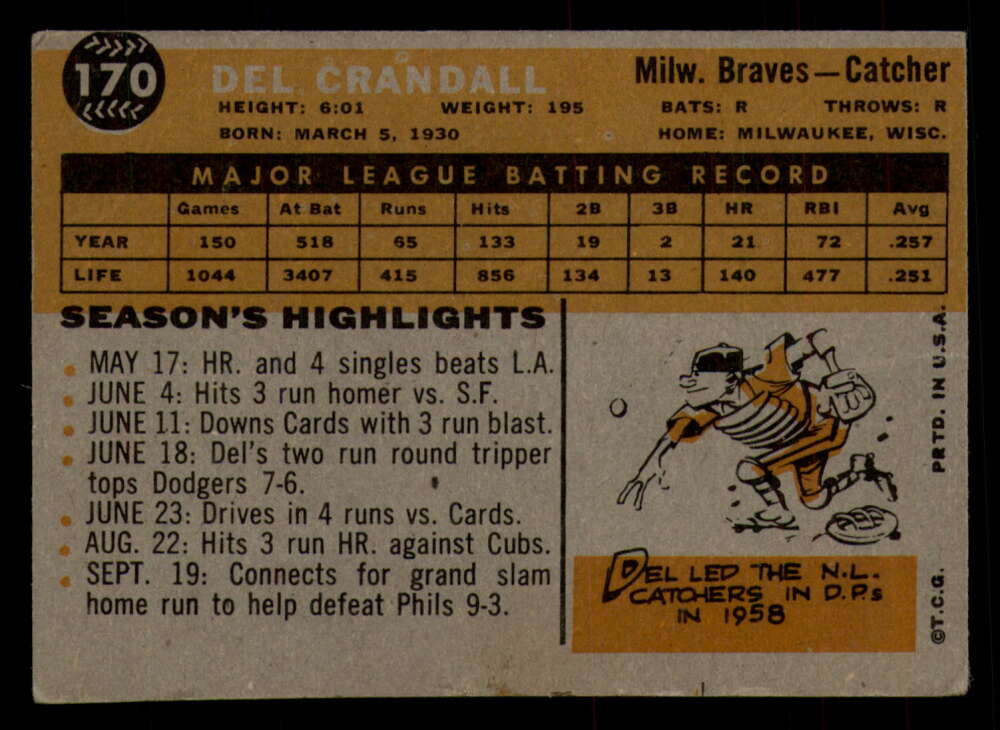 170
DEL CRANDALL
Milw. Braves—Catcher
HEIGHT: 6:01 WEIGHT: 195 BATS: R THROWS: R
BORN: MARCH 5, 1930 HOME: MILWAUKEE, WISC.
MAJOR LEAGUE BATTING RECORD
Games At Bat Runs Hits 2B 3B HR RBI Avg
YEAR 150 518 65 133 19 2 21 72 .257
LIFE 1044 3407 415 856 134 13 140 477 .251
SEASON'S HIGHLIGHTS
MAY 17: HR. and 4 singles beats L.A.
JUNE 4: Hits 3 run homer vs. S.F.
JUNE 11: Downs Cards with 3 run blast.
JUNE 18: Del's two run round tripper
tops Dodgers 7-6.
JUNE 23: Drives in 4 runs vs. Cards.
AUG. 22: Hits 3 run HR. against Cubs.
SEPT. 19: Connects for grand slam
home run to help defeat Phils 9-3.
DEL LED THE N.L.
CATCHERS IN D.P.s
IN 1958
PRTD. IN U.S.A.
©T.C.G.